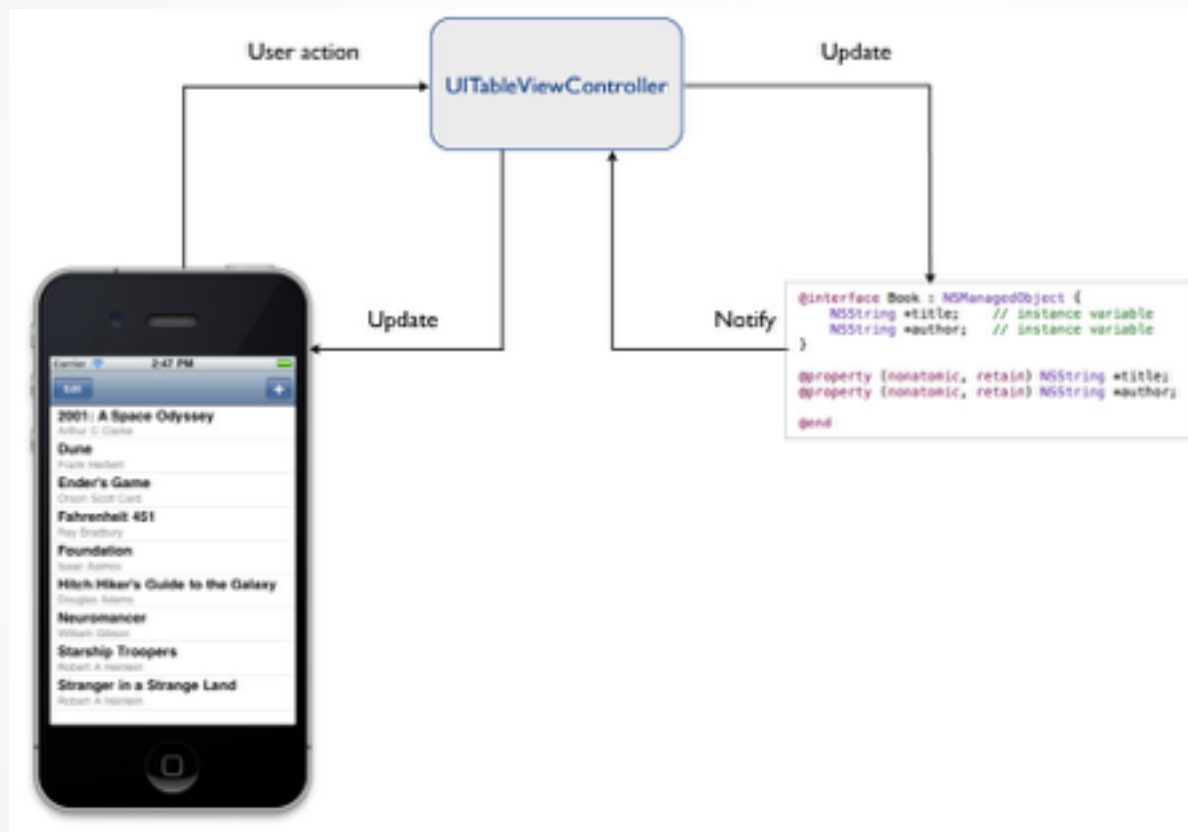 User action
UITableViewController
Update
Update
Notify
@interface Book : NSManagedObject {
NSString *title; // instance variable
NSString *author; // instance variable
}
@property (nonatomic, retain) NSString *title;
@property (nonatomic, retain) NSString *author;
@end
Carrier 2:47 PM
Edit +
2001: A Space Odyssey
Arthur C Clarke
Dune
Frank Herbert
Ender's Game
Orson Scott Card
Fahrenheit 451
Ray Bradbury
Foundation
Isaac Asimov
Hitch Hiker's Guide to the Galaxy
Douglas Adams
Neuromancer
William Gibson
Starship Troopers
Robert A Heinlein
Stranger in a Strange Land
Robert A Heinlein